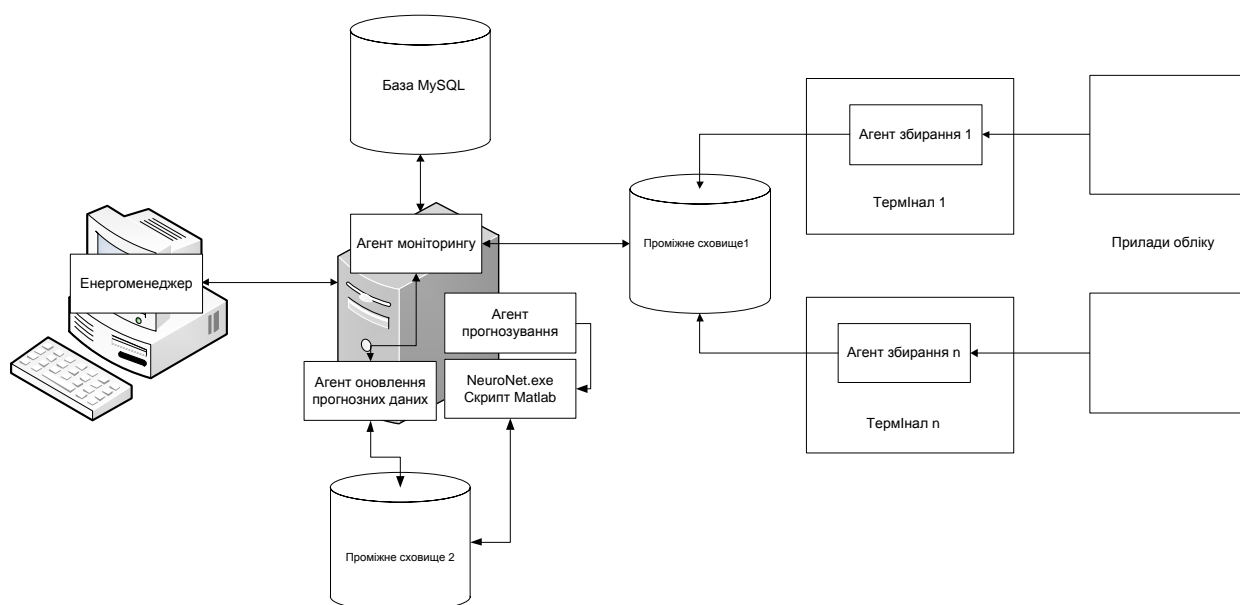 База MySQL
Агент збирання 1
ТермІнал 1
Прилади обліку
Агент моніторингу
Проміжне сховище1
Енергоменеджер
Агент
прогнозування
Агент збирання n
ТермІнал n
Агент оновлення
прогнозних даних
NeuroNet.exe
Скрипт Matlab
Проміжне сховище 2